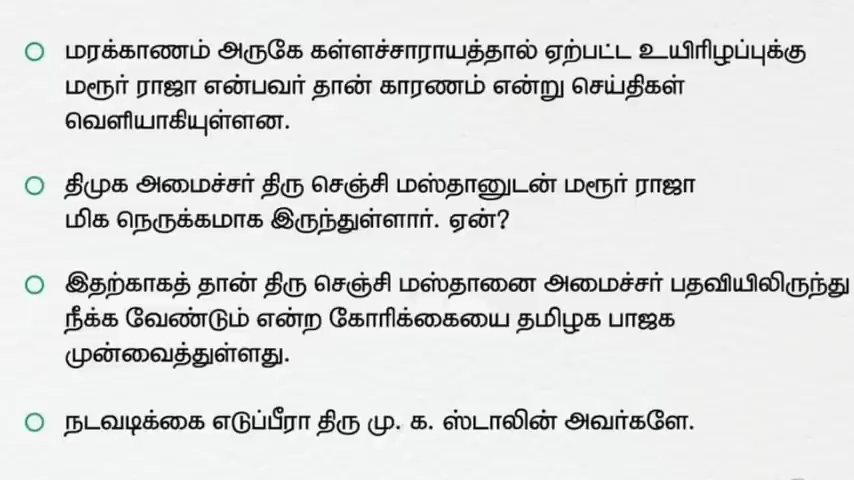 மரக்காணம் அருகே கள்ளச்சாராயத்தால் ஏற்பட்ட உயிரிழப்புக்கு
மரூர் ராஜா என்பவர் தான் காரணம் என்று செய்திகள்
வெளியாகியுள்ளன.
திமுக அமைச்சர் திரு செஞ்சி மஸ்தானுடன் மரூர் ராஜா
மிக நெருக்கமாக இருந்துள்ளார். ஏன்?
இதற்காகத் தான் திரு செஞ்சி மஸ்தானை அமைச்சர் பதவியிலிருந்து
நீக்க வேண்டும் என்ற கோரிக்கையை தமிழக பாஜக
முன்வைத்துள்ளது.
நடவடிக்கை எடுப்பீரா திரு மு. க. ஸ்டாலின் அவர்களே.